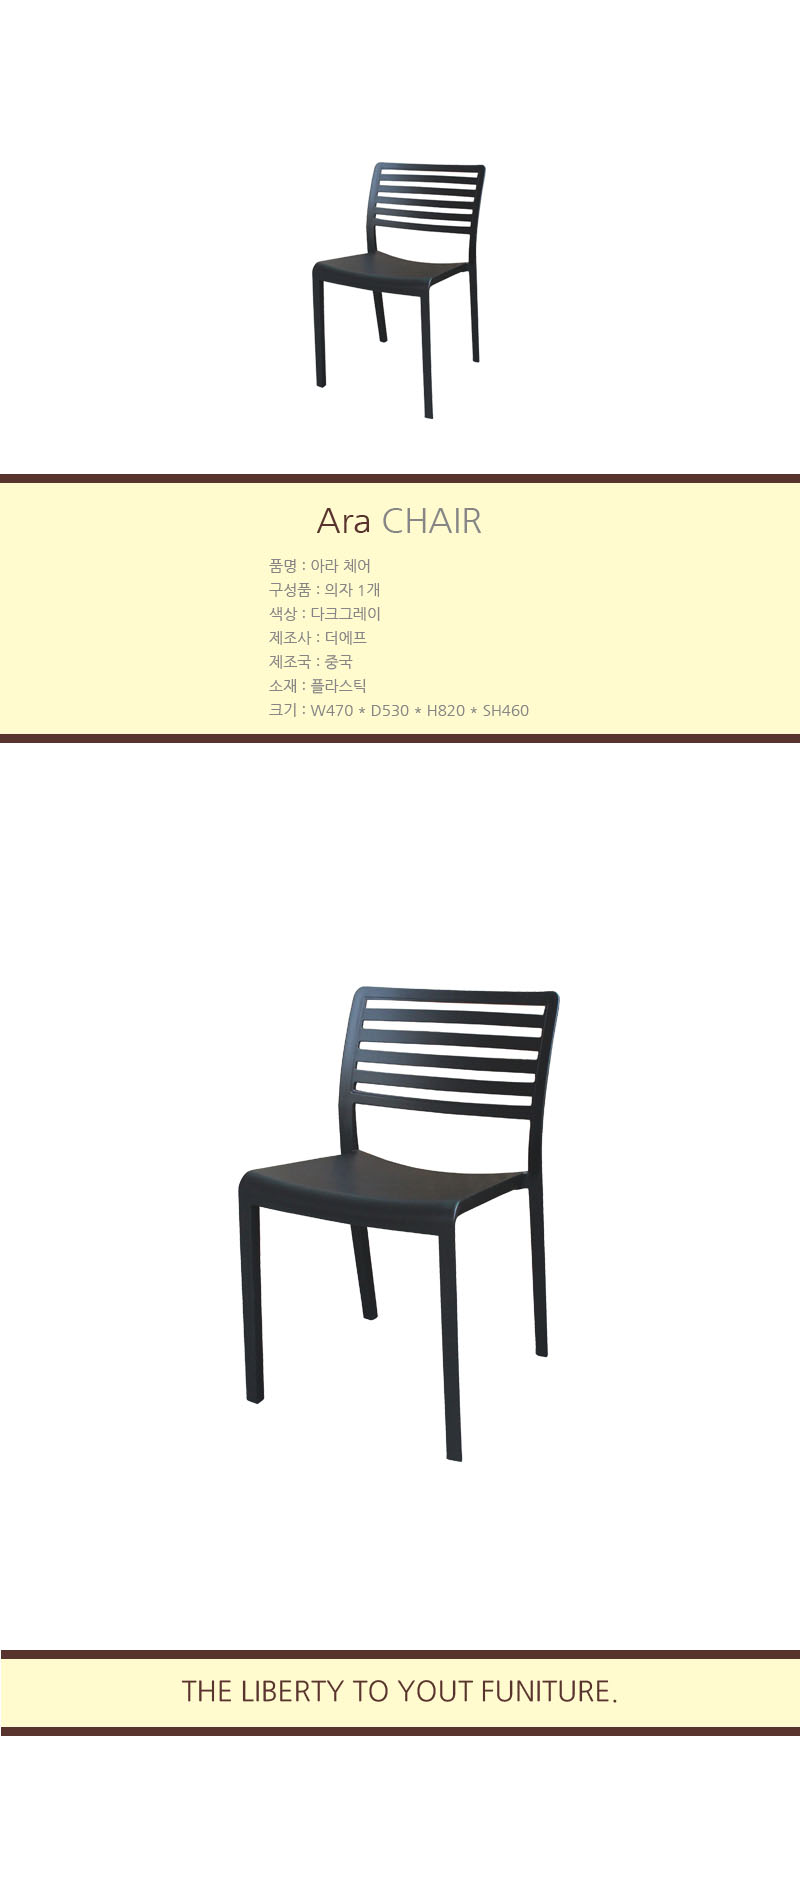 Ara CHAIR
품명 : 아라 체어
구성품 : 의자 1개
색상 : 다크그레이
제조사 : 더에프
제조국 : 중국
소재 : 플라스틱
크기 : W470 * D530 * H820 * SH460
THE LIBERTY TO YOUT FUNITURE.